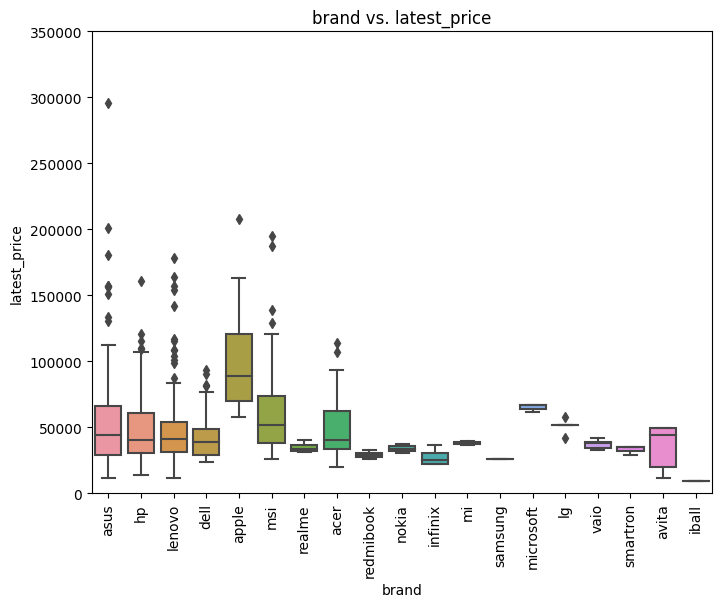 brand vs. latest_price
350000
300000
250000
200000
150000
100000
50000
0
latest_price
asus
hp
lenovo
dell
apple
msi
realme
acer
redmibook
nokia
infinix
mi
samsung
microsoft
lg
vaio
smartron
avita
iball
brand